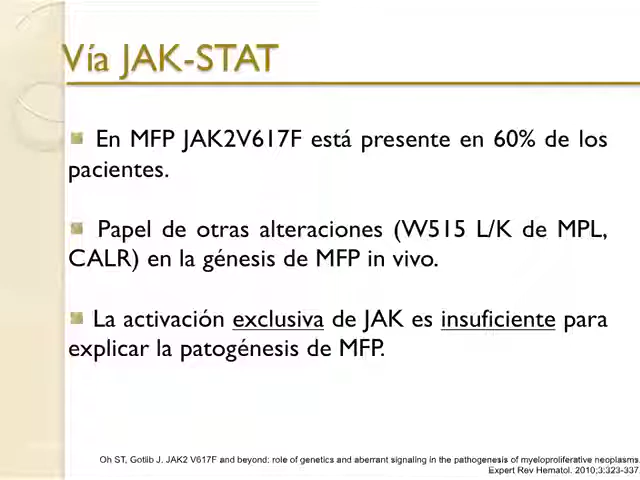 Vía JAK-STAT
En MFP JAK2V617F está presente en 60% de los
pacientes.
Papel de otras alteraciones (W515 L/K de MPL,
CALR) en la génesis de MFP in vivo.
La activación exclusiva de JAK es insuficiente para
explicar la patogénesis de MFP.
Oh ST, Gotlib J. JAK2 V617F and beyond: role of genetics and aberrant signaling in the pathogenesis of myeloproliferative neoplasms.
Expert Rev Hematol. 2010;3:323-337.